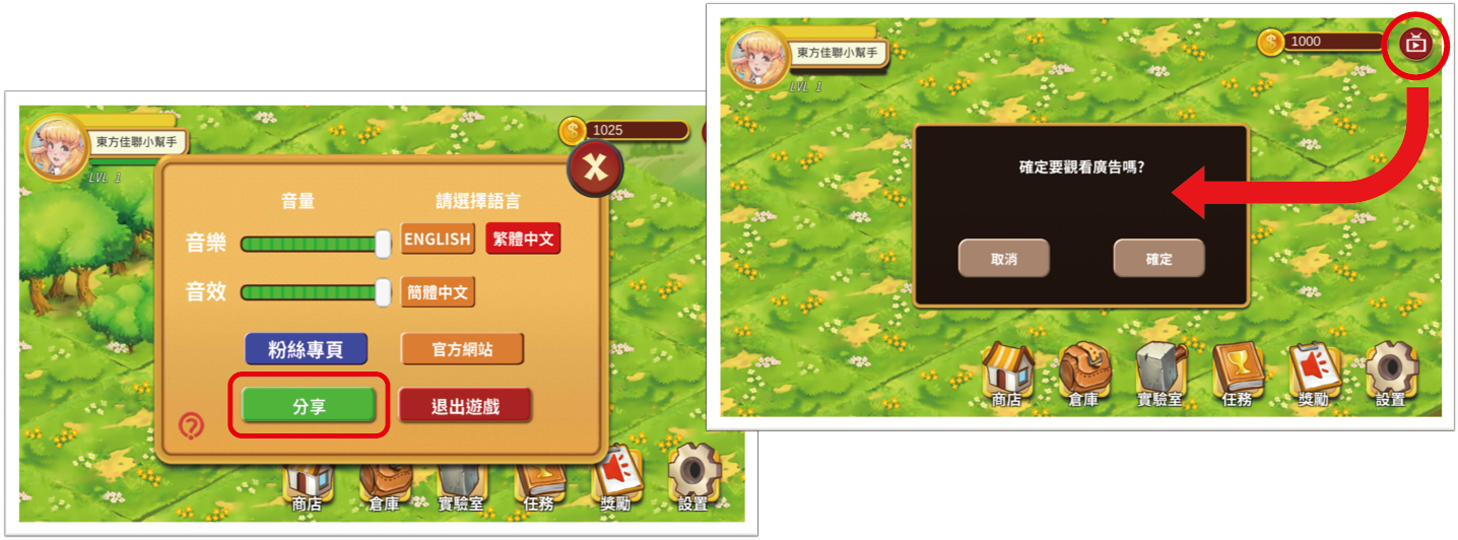 東方佳聯小幫手
LVL 1
1025
X
音量
請選擇語言
音樂
ENGLISH
繁體中文
音效
簡體中文
粉絲專頁
官方網站
分享
退出遊戲
商店
倉庫
實驗室
任務
獎勵
設置
東方佳聯小幫手
LVL 1
1000
確定要觀看廣告嗎?
取消
確定
商店
倉庫
實驗室
任務
獎勵
設置